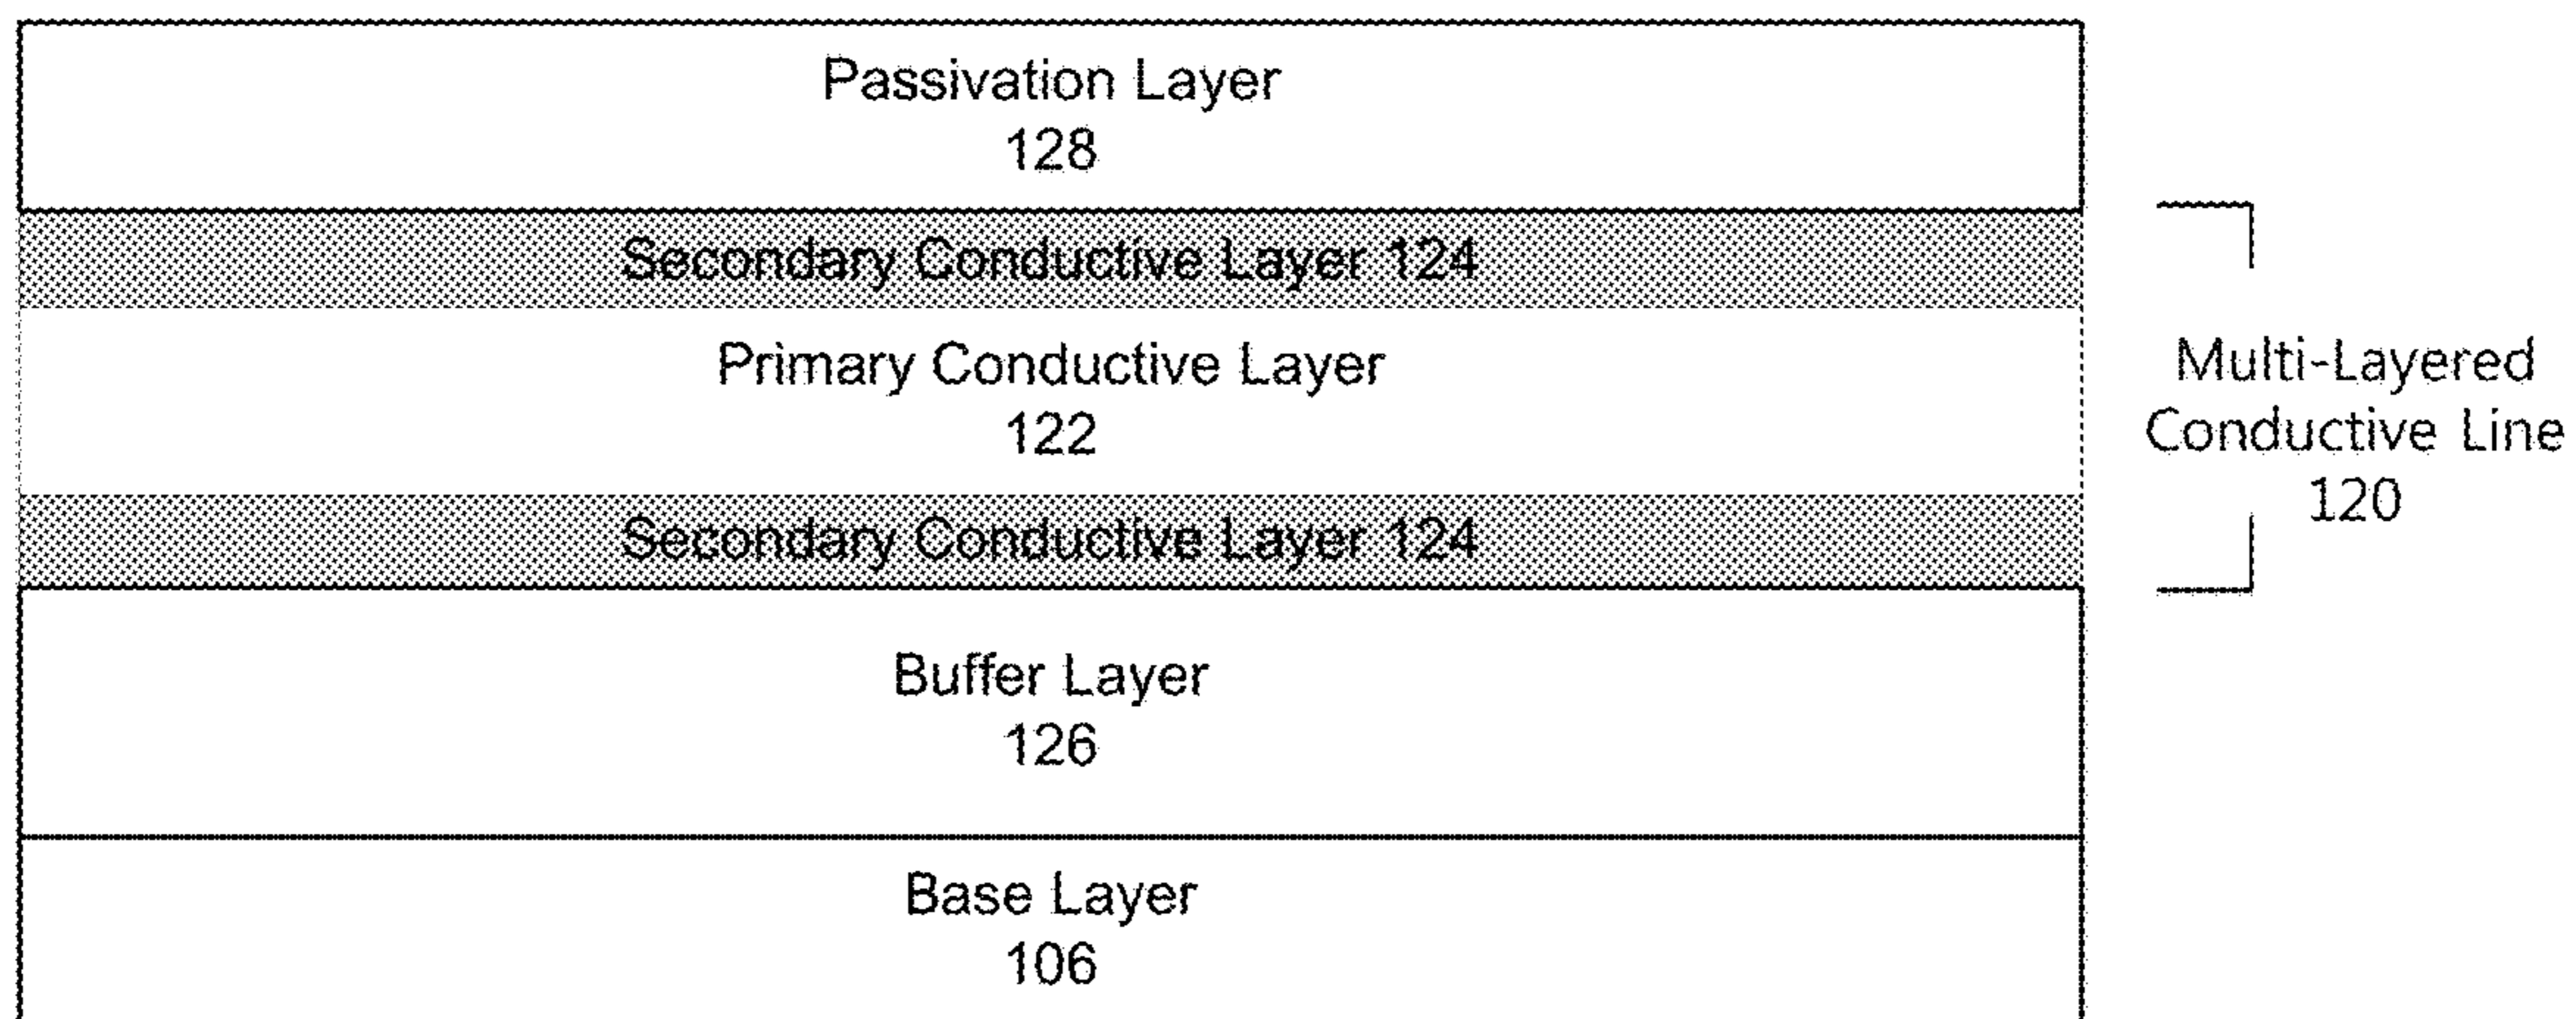 Passivation Layer
128
Secondary Conductive Layer 124
Primary Conductive Layer
122
Secondary Conductive Layer 124
Buffer Layer
126
Base Layer
106
Multi-Layered
Conductive Line
120